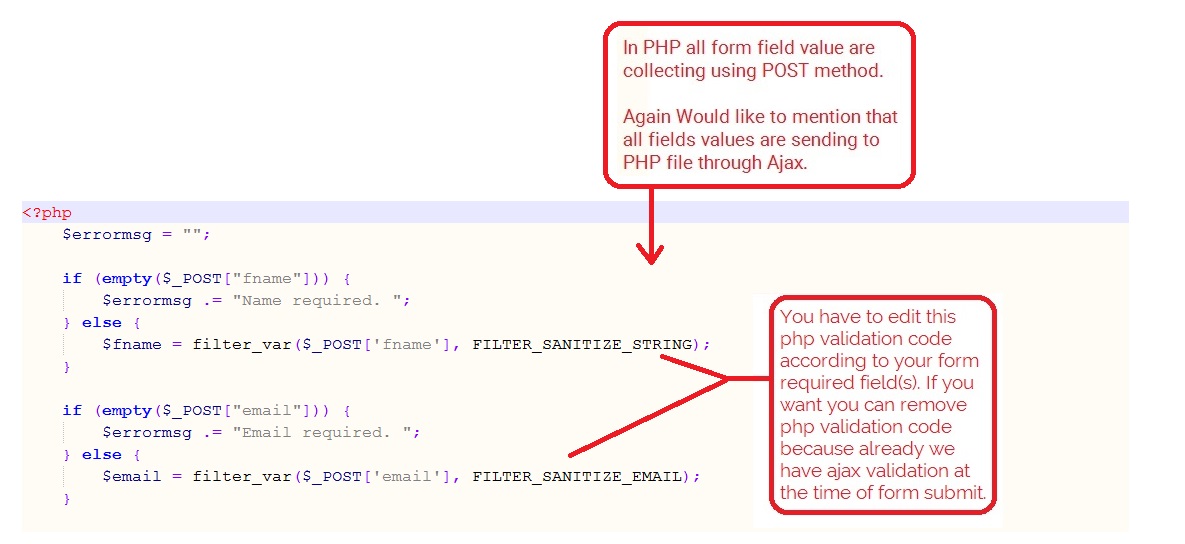 In PHP all form field value are
collecting using POST method.
Again Would like to mention that
all fields values are sending to
PHP file through Ajax.
<?php
$errormsg = "";
if (empty($_POST["fname"])) {
$errormsg .= "Name required. ";
} else {
$fname = filter_var($_POST['fname'], FILTER_SANITIZE_STRING);
}
if (empty($_POST["email"])) {
$errormsg .= "Email required. ";
} else {
$email = filter_var($_POST['email'], FILTER_SANITIZE_EMAIL);
}
You have to edit this
php validation code
according to your form
required field(s). If you
want you can remove
php validation code
because already we
have ajax validation at
the time of form submit.